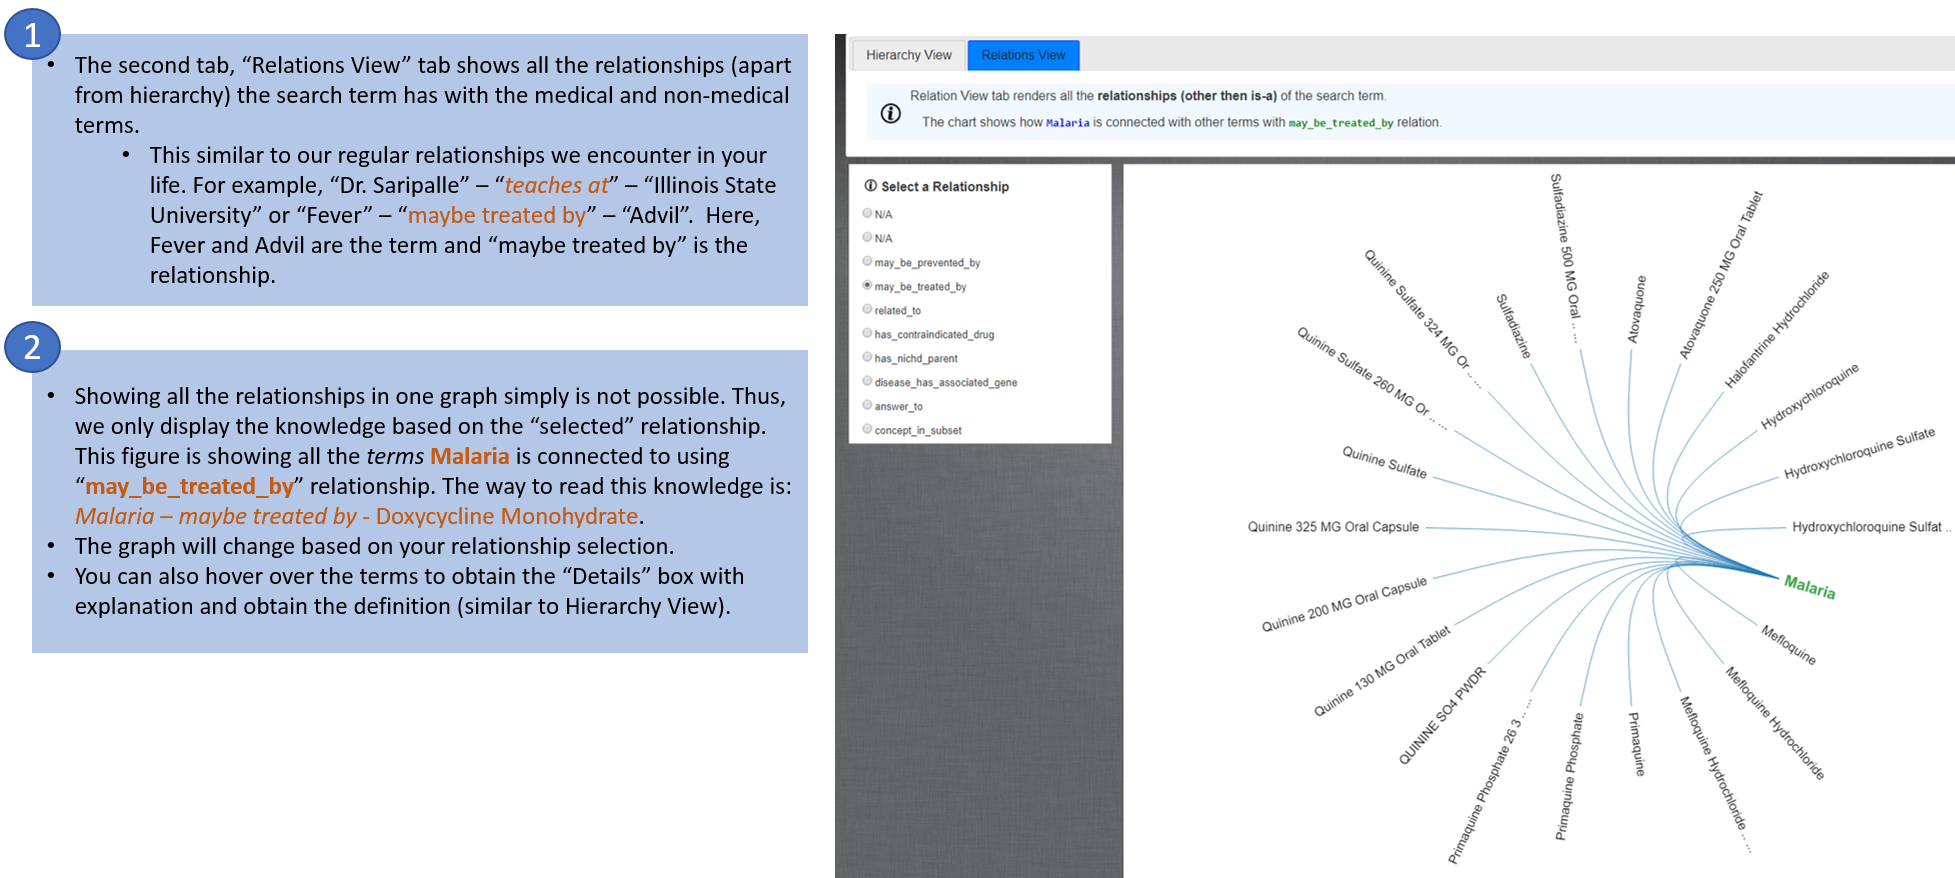 1
• The second tab, “Relations View” tab shows all the relationships (apart
from hierarchy) the search term has with the medical and non-medical
terms.
• This similar to our regular relationships we encounter in your
life. For example, “Dr. Saripalle” – “teaches at” – “Illinois State
University” or “Fever” – “maybe treated by” – “Advil”. Here,
Fever and Advil are the term and “maybe treated by” is the
relationship.
2
• Showing all the relationships in one graph simply is not possible. Thus,
we only display the knowledge based on the “selected” relationship.
This figure is showing all the terms Malaria is connected to using
“may_be_treated_by” relationship. The way to read this knowledge is:
Malaria – maybe treated by - Doxycycline Monohydrate.
• The graph will change based on your relationship selection.
• You can also hover over the terms to obtain the “Details” box with
explanation and obtain the definition (similar to Hierarchy View).
Hierarchy View
Relations View
Relation View tab renders all the relationships (other then is-a) of the search term.
The chart shows how Malaria is connected with other terms with may_be_treated_by relation.
Select a Relationship
N/A
N/A
may_be_prevented_by
may_be_treated_by
related_to
has_contraindicated_drug
has_nichd_parent
disease_has_associated_gene
answer_to
concept_in_subset
Quinine Sulfate 260 MG Or .. ...
Quinine Sulfate 324 MG Or .. ...
Sulfadiazine
Sulfadiazine 500 MG Oral .. ...
Atovaquone
Atovaquone 250 MG Oral Tablet
Halofantrine Hydrochloride
Hydroxychloroquine
Hydroxychloroquine Sulfate
Hydroxychloroquine Sulfat ..
Malaria
Mefloquine
Mefloquine Hydrochloride
Mefloquine Hydrochloride .. ...
Primaquine
Primaquine Phosphate
Primaquine Phosphate 26 3 .. ...
QUININE SO4 PWDR
Quinine 130 MG Oral Tablet
Quinine 200 MG Oral Capsule
Quinine 325 MG Oral Capsule
Quinine Sulfate